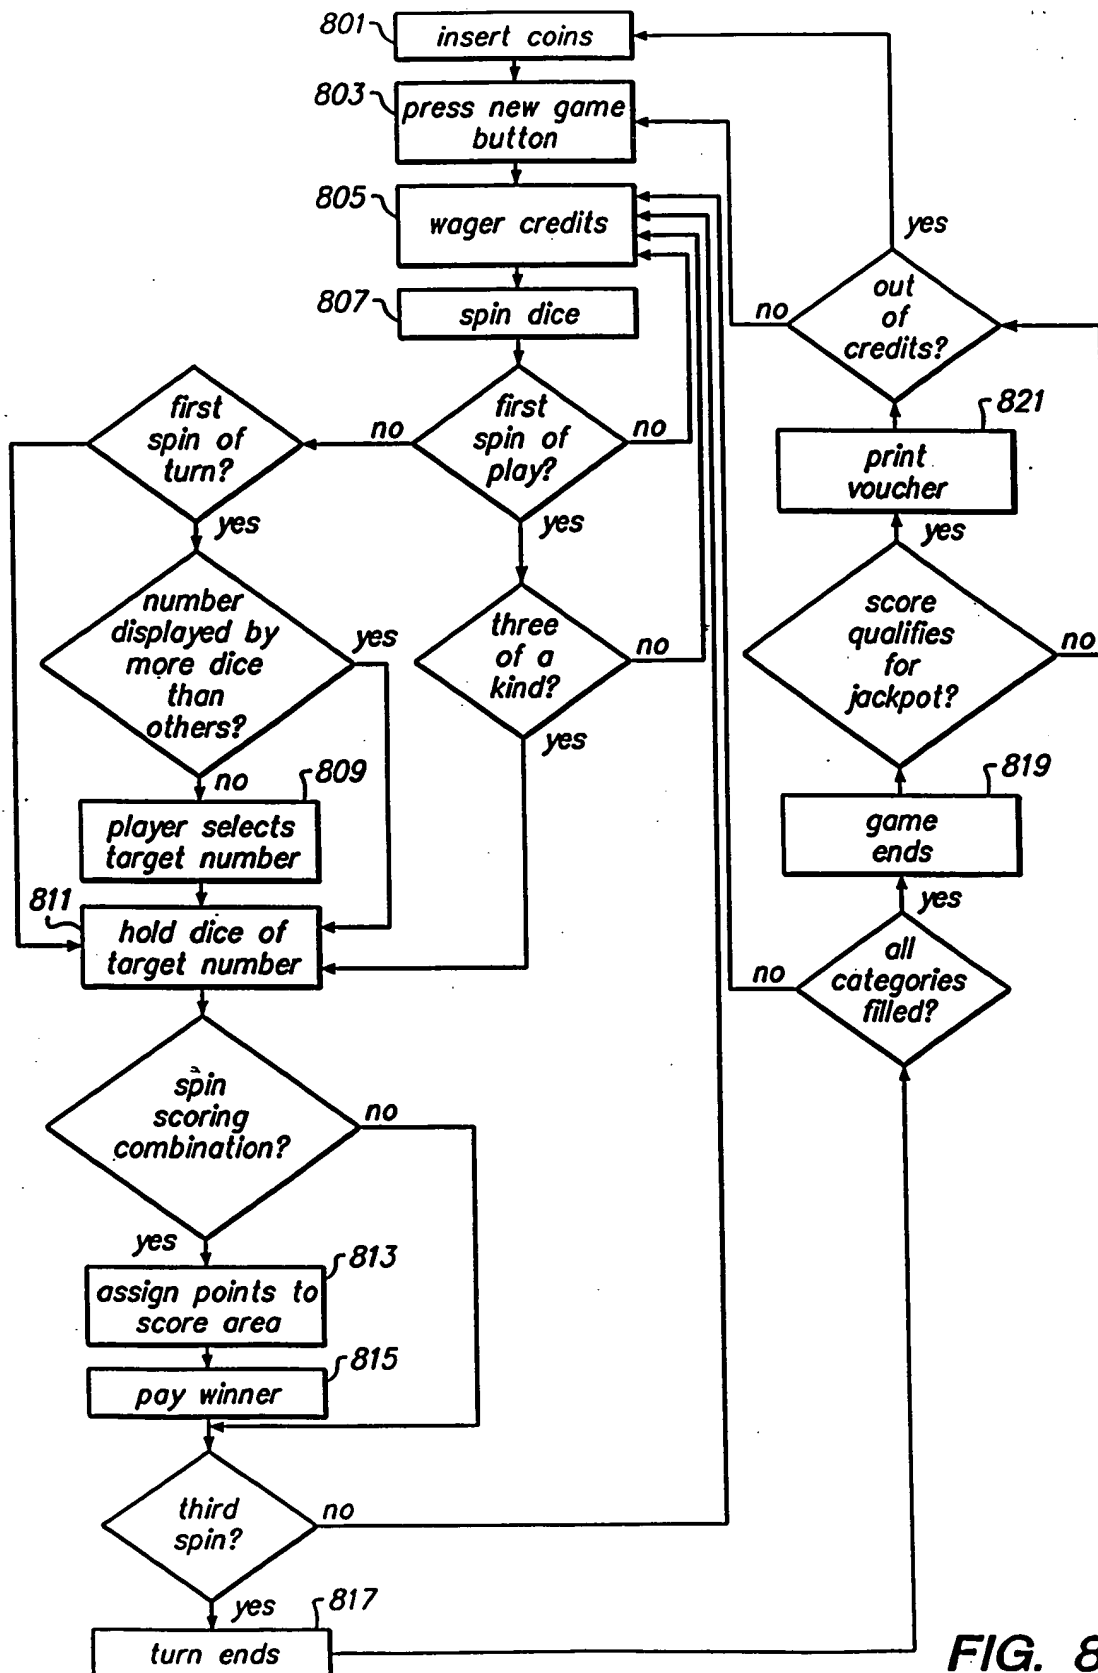 801
insert coins
803
press new game
button
805
wager credits
807
spin dice
first
spin of
turn?
no
first
spin of
play?
no
yes
yes
number
displayed by
more dice
than
others?
yes
no
three
of a
kind?
no
yes
809
player selects
target number
811
hold dice of
target number
spin
scoring
combination?
no
yes
813
assign points to
score area
815
pay winner
third
spin?
no
yes
817
turn ends
yes
out
of
credits?
no
821
print
voucher
yes
score
qualifies
for
jackpot?
no
819
game
ends
yes
all
categories
filled?
no
FIG. 8